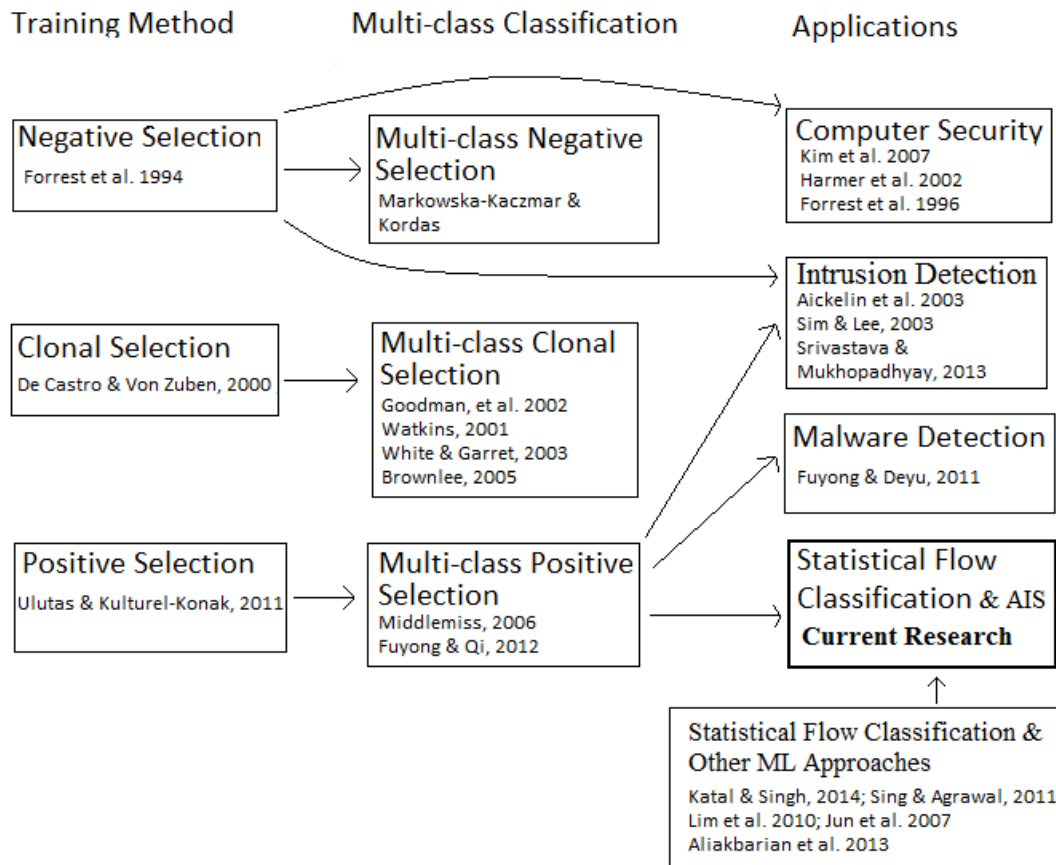 Training Method
Multi-class Classification
Applications
Negative Selection
Forrest et al. 1994
Multi-class Negative
Selection
Markowska-Kaczmar &
Kordas
Computer Security
Kim et al. 2007
Harmer et al. 2002
Forrest et al. 1996
Intrusion Detection
Aickelin et al. 2003
Sim & Lee, 2003
Srivastava &
Mukhopadhyay, 2013
Clonal Selection
De Castro & Von Zuben, 2000
Multi-class Clonal
Selection
Goodman, et al. 2002
Watkins, 2001
White & Garret, 2003
Brownlee, 2005
Malware Detection
Fuyong & Deyu, 2011
Positive Selection
Ulutas & Kulturel-Konak, 2011
Multi-class Positive
Selection
Middlemiss, 2006
Fuyong & Qi, 2012
Statistical Flow
Classification & AIS
Current Research
Statistical Flow Classification &
Other ML Approaches
Katal & Singh, 2014; Sing & Agrawal, 2011
Lim et al. 2010; Jun et al. 2007
Aliakbarian et al. 2013